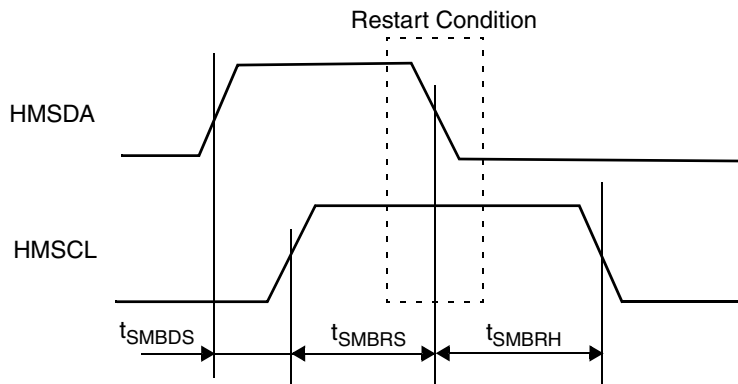 Restart Condition
HMSDA
HMSCL
tSMBDS
tSMBRS
tSMBRH